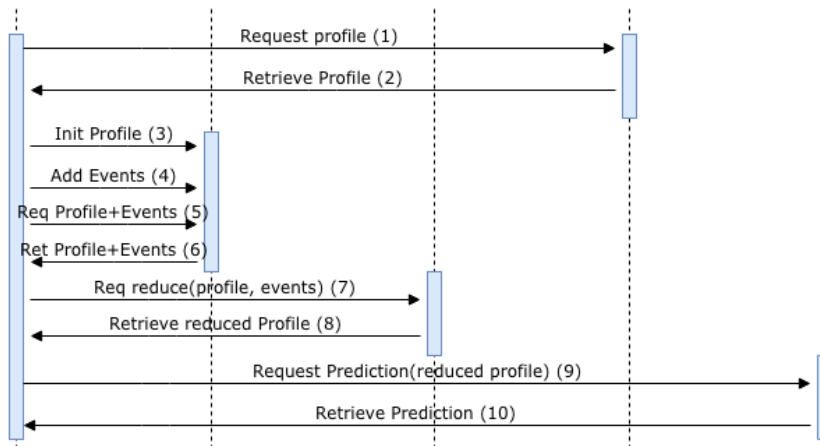 Request profile (1)
Retrieve Profile (2)
Init Profile (3)
Add Events (4)
Req Profile+Events (5)
Ret Profile+Events (6)
Req reduce(profile, events) (7)
Retrieve reduced Profile (8)
Request Prediction(reduced profile) (9)
Retrieve Prediction (10)